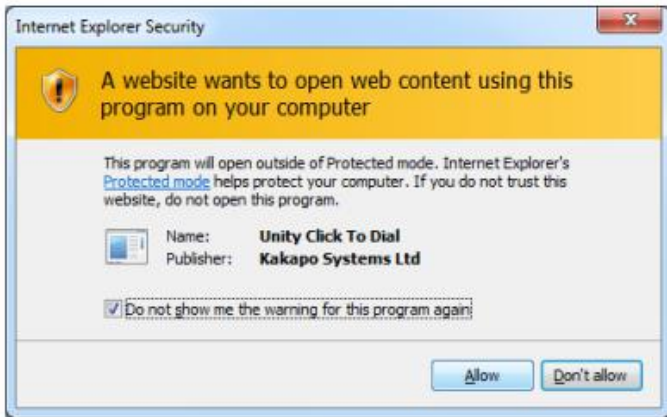 Internet Explorer Security
A website wants to open web content using this
program on your computer
This program will open outside of Protected mode. Internet Explorer's
Protected mode helps protect your computer. If you do not trust this
website, do not open this program.
Name: Unity Click To Dial
Publisher: Kakapo Systems Ltd
Do not show me the warning for this program again
Allow Don't allow